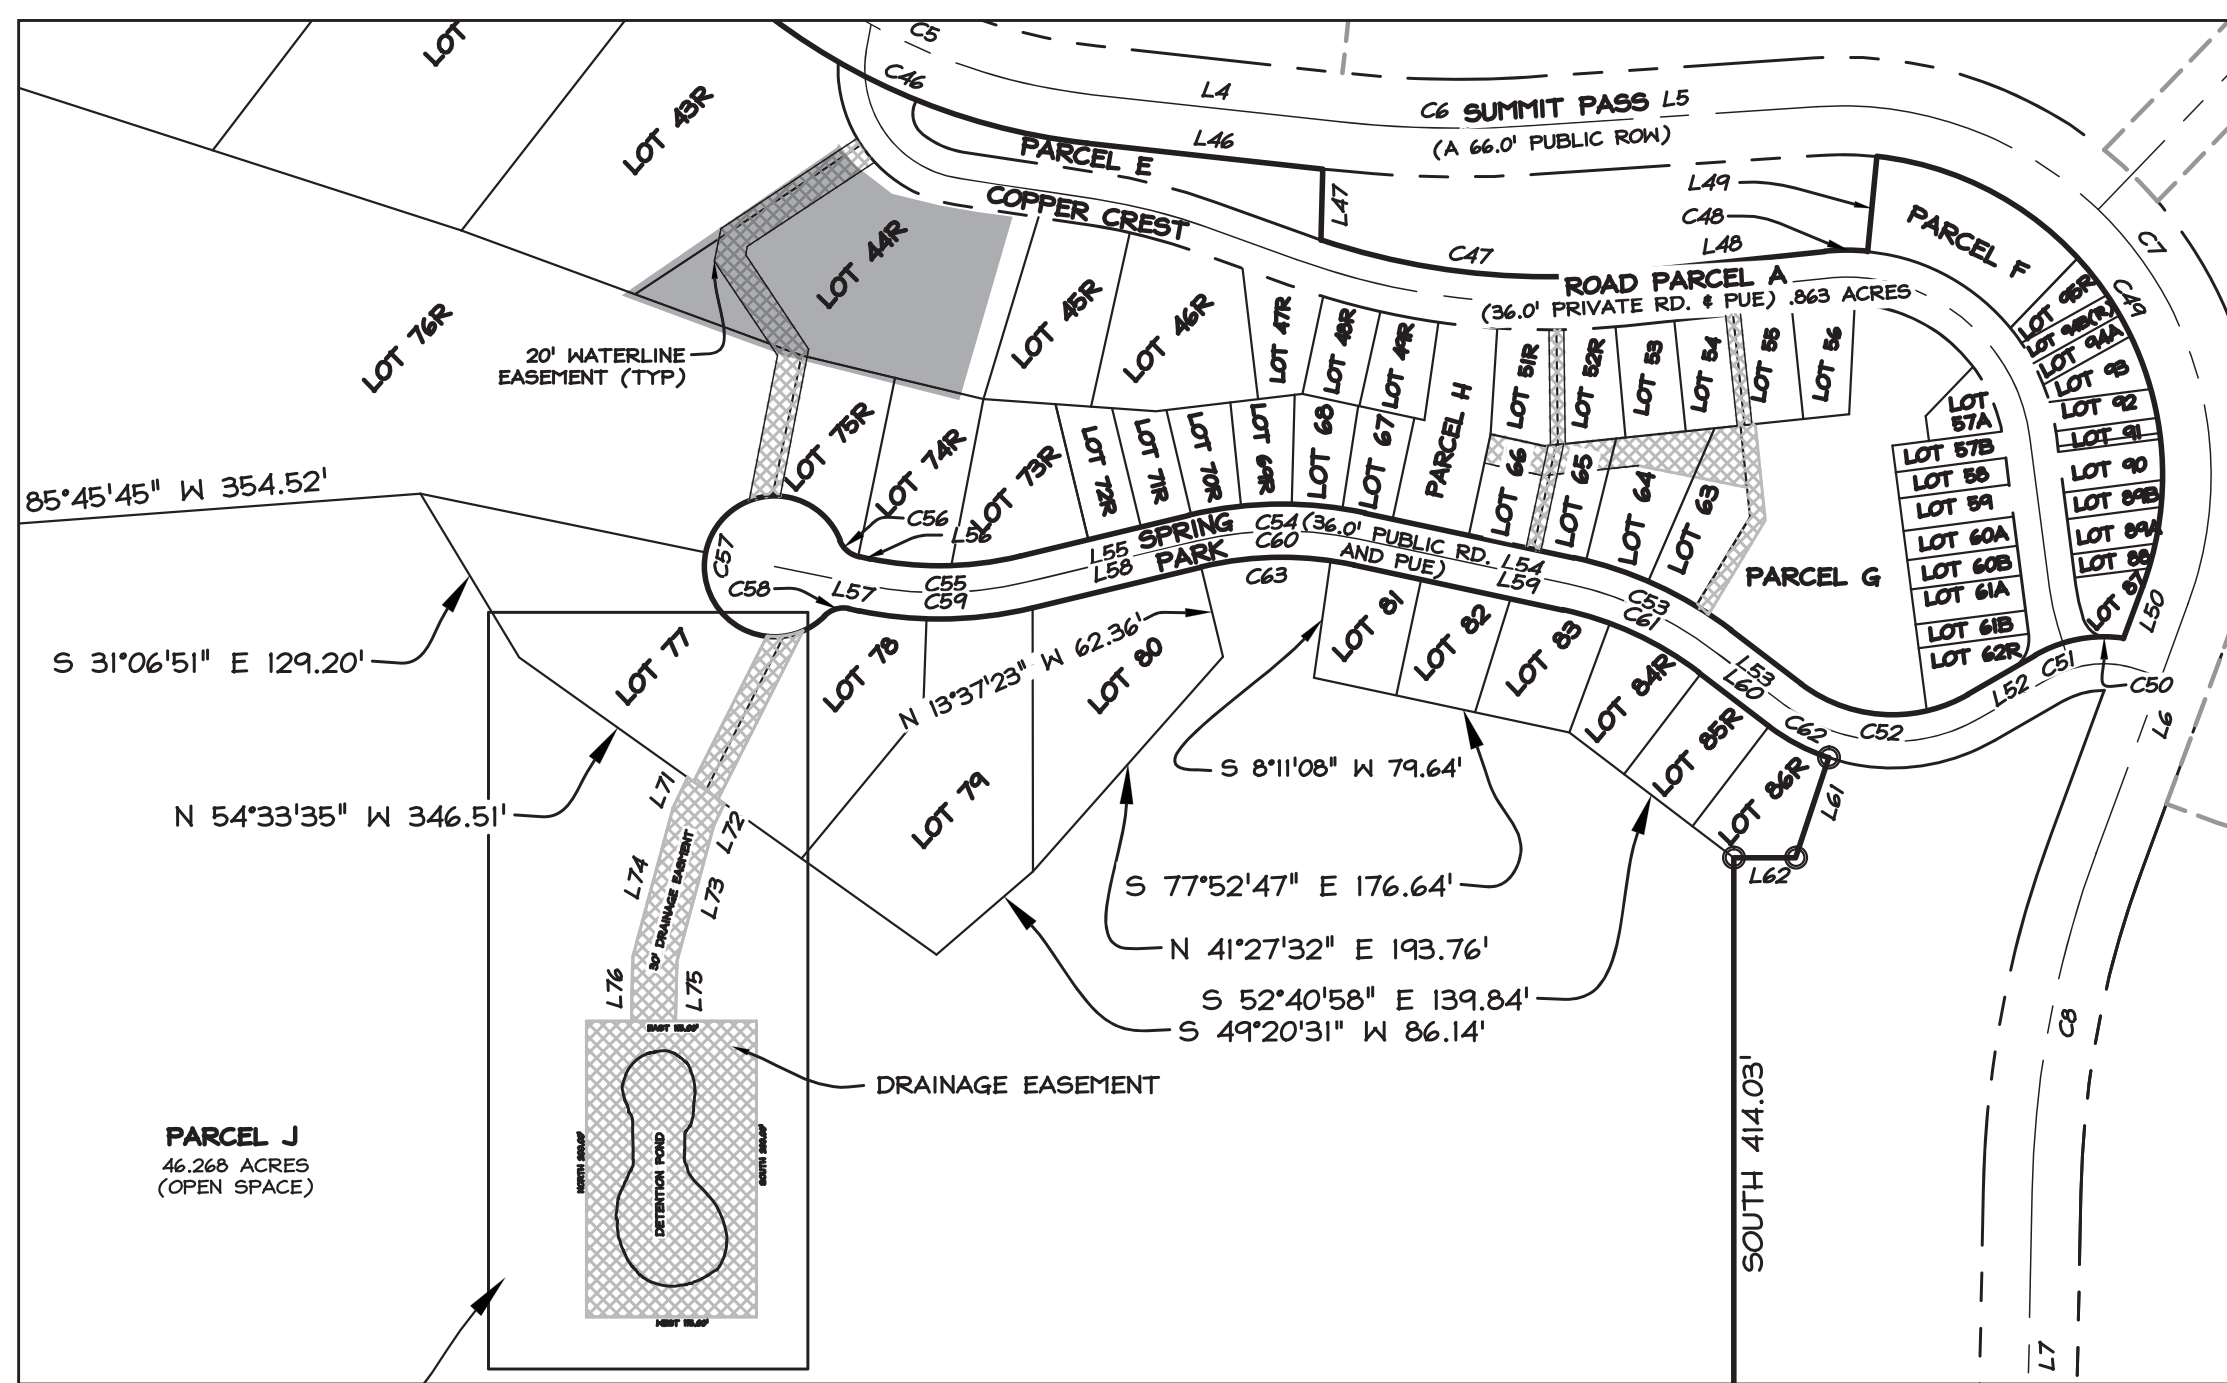 C5
LOT
C46
L4
C6 SUMMIT PASS L5
(A 66.0' PUBLIC ROW)
LOT 43R
L46
PARCEL E
L49
C48
L47
L48
C47
COPPER CREST
PARCEL F
C7
C49
LOT 44R
ROAD PARCEL A
(36.0' PRIVATE RD. & PUE) .863 ACRES
LOT 95R
LOT 94B(R)
LOT 94A
LOT 93
LOT 92
LOT 91
LOT 90
LOT 89B
LOT 89A
LOT 88
LOT 87
LOT 76R
20' WATERLINE
EASEMENT (TYP)
LOT 45R
LOT 46R
LOT 47R
LOT 48R
LOT 49R
PARCEL H
LOT 51R
LOT 52R
LOT 53
LOT 54
LOT 55
LOT 56
LOT
57A
LOT 57B
LOT 58
LOT 59
LOT 60A
LOT 60B
LOT 61A
LOT 61B
LOT 62R
LOT 75R
LOT 74R
LOT 73R
LOT 72R
LOT 71R
LOT 70R
LOT 69R
LOT 68
LOT 67
LOT 66
LOT 65
LOT 64
LOT 63
PARCEL G
85°45'45" W 354.52'
C57
C56
L56
C58
L57
C55
C59
L55
L58
SPRING
PARK
C54
C60
(36.0' PUBLIC RD.
AND PUE)
L54
L59
C63
C53
C61
L53
L60
C62
C52
L52
C51
C50
L50
L6
S 31°06'51" E 129.20'
LOT 77
LOT 78
N 13°37'23" W 62.36'
LOT 80
LOT 79
LOT 81
LOT 82
LOT 83
LOT 84R
LOT 85R
LOT 86R
L61
L62
S 8°11'08" W 79.64'
N 54°33'35" W 346.51'
L71
L72
L74
L73
30' DRAINAGE EASMENT
L76
L75
S 77°52'47" E 176.64'
N 41°27'32" E 193.76'
S 52°40'58" E 139.84'
S 49°20'31" W 86.14'
C8
DRAINAGE EASEMENT
SOUTH 414.03'
DETENTION POND
PARCEL J
46.268 ACRES
(OPEN SPACE)
L7